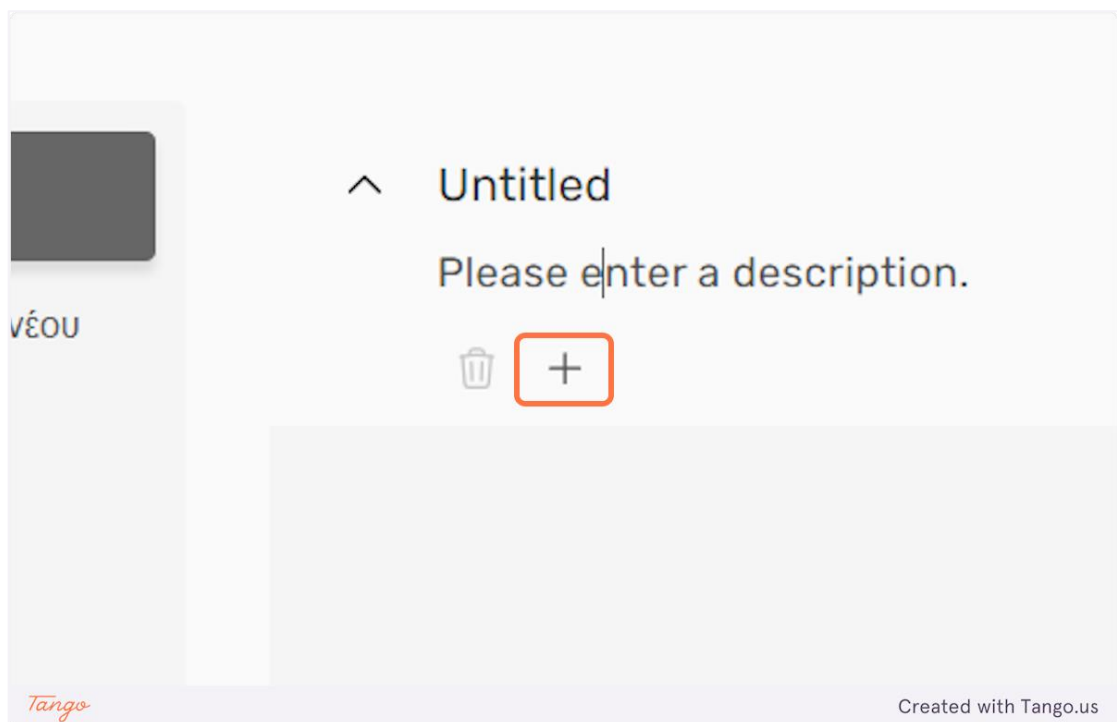 Untitled
Please enter a description.
νέου
Tango
Created with Tango.us